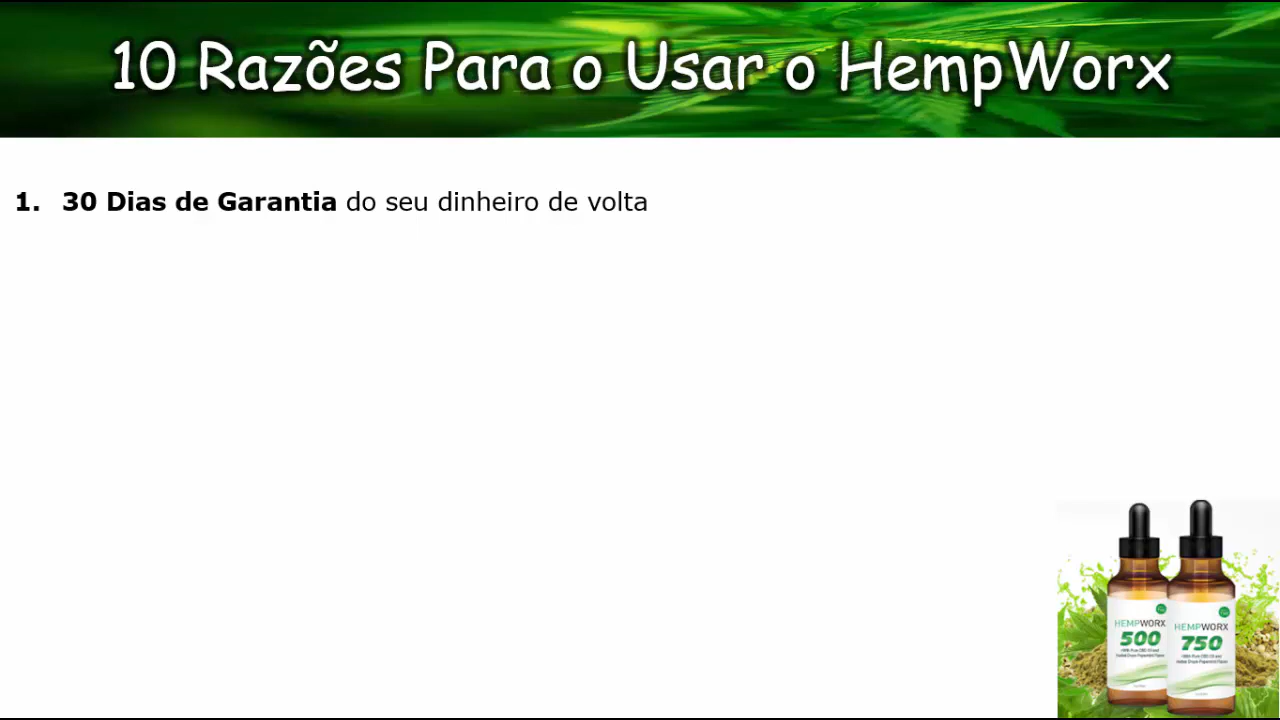 10 Razões Para o Usar o HempWorx
1. 30 Dias de Garantia do seu dinheiro de volta
HEMPWORX
500
HEMPWORX
750